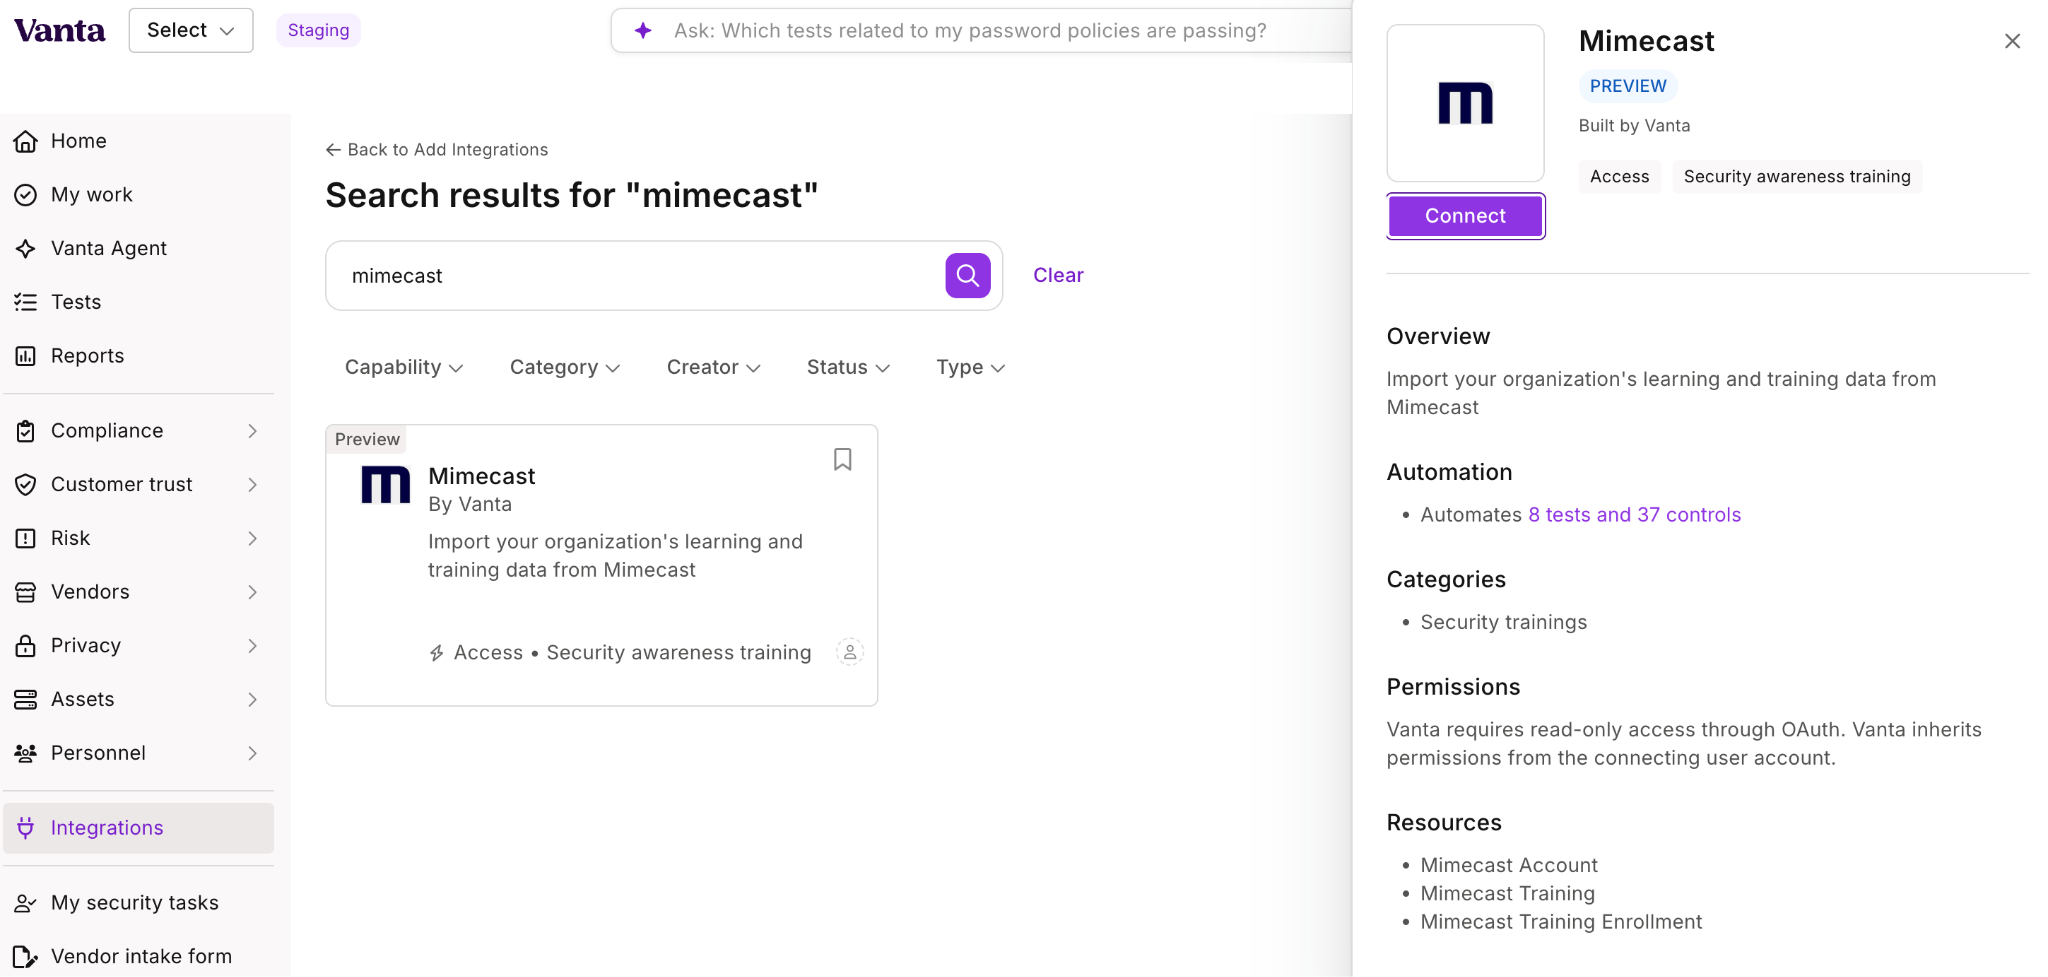 Vanta
Select
Staging
Ask: Which tests related to my password policies are passing?
Home
My work
Vanta Agent
Tests
Reports
Compliance
Customer trust
Risk
Vendors
Privacy
Assets
Personnel
Integrations
My security tasks
Vendor intake form
Back to Add Integrations
Search results for "mimecast"
mimecast
Clear
Capability
Category
Creator
Status
Type
Preview
m
Mimecast
By Vanta
Import your organization's learning and
training data from Mimecast
Access • Security awareness training
m
Mimecast
PREVIEW
Built by Vanta
Access
Security awareness training
Connect
Overview
Import your organization's learning and training data from
Mimecast
Automation
• Automates 8 tests and 37 controls
Categories
• Security trainings
Permissions
Vanta requires read-only access through OAuth. Vanta inherits
permissions from the connecting user account.
Resources
• Mimecast Account
• Mimecast Training
• Mimecast Training Enrollment